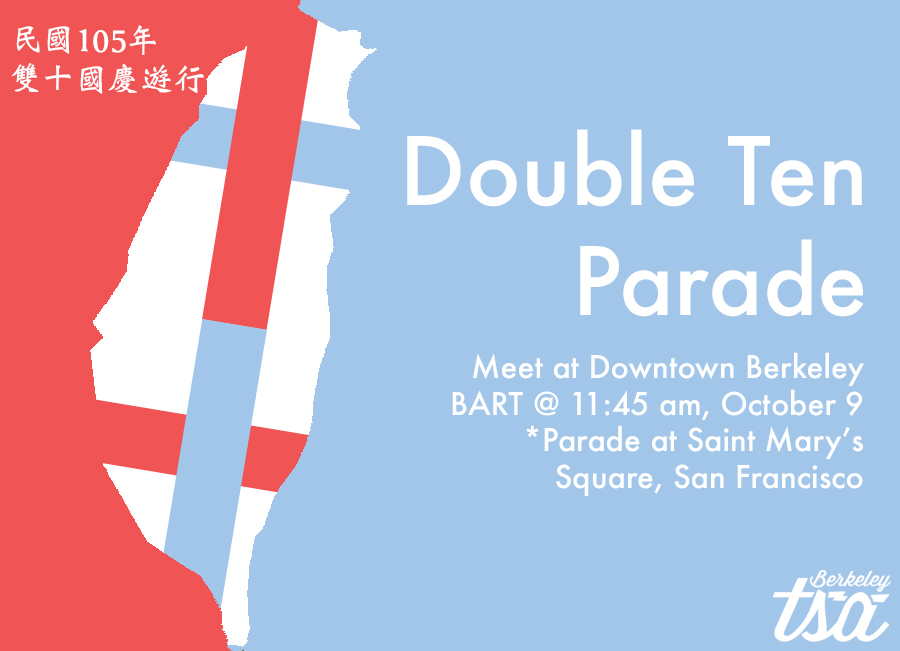 民國105年
雙十國慶遊行
Double Ten
Parade
Meet at Downtown Berkeley
BART @ 11:45 am, October 9
*Parade at Saint Mary’s
Square, San Francisco
Berkeley
tsa